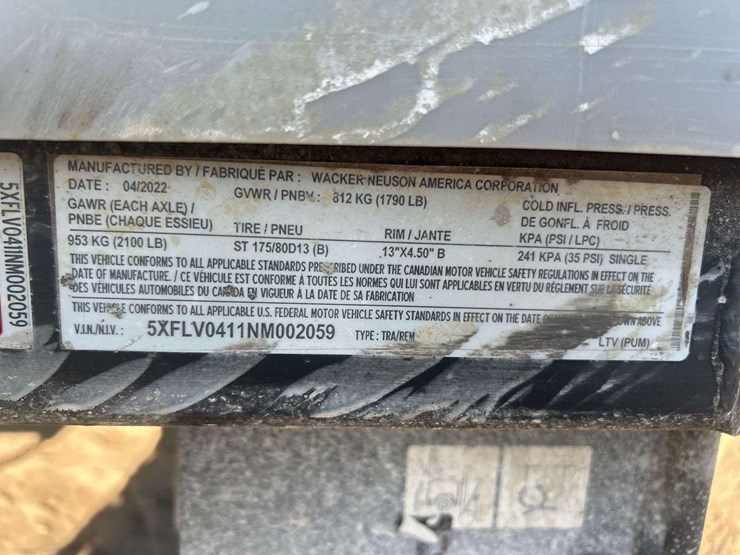 MANUFACTURED BY / FABRIQUÉ PAR : WACKER NEUSON AMERICA CORPORATION
DATE : 04/2022 GVWR / PNBV : 812 KG (1790 LB)
GAWR (EACH AXLE) / PNBE (CHAQUE ESSIEU)
TIRE / PNEU
RIM / JANTE
COLD INFL. PRESS. / PRESS. DE GONFL. À FROID KPA (PSI / LPC)
953 KG (2100 LB) ST 175/80D13 (B) .13"X4.50" B 241 KPA (35 PSI) SINGLE
THIS VEHICLE CONFORMS TO ALL APPLICABLE STANDARDS PRESCRIBED UNDER THE CANADIAN MOTOR VEHICLE SAFETY REGULATIONS IN EFFECT ON THE
DATE OF MANUFACTURE. / CE VÉHICULE EST CONFORME À TOUTES LES NORMES QUI LUI SONT APPLICABLES EN VERTU DU RÈGLEMENT SUR LA SÉCURITÉ
DES VÉHICULES AUTOMOBILES DU CANADA EN VIGUEUR À LA DATE DE SA FABRICATION
THIS VEHICLE CONFORMS TO ALL APPLICABLE U.S. FEDERAL MOTOR VEHICLE SAFETY STANDARDS IN EFFECT ON THE DATE OF
V.I.N./N.I.V. : 5XFLV0411NM002059 TYPE : TRA/REM LTV (PUM)
5XFLV0411NM002059